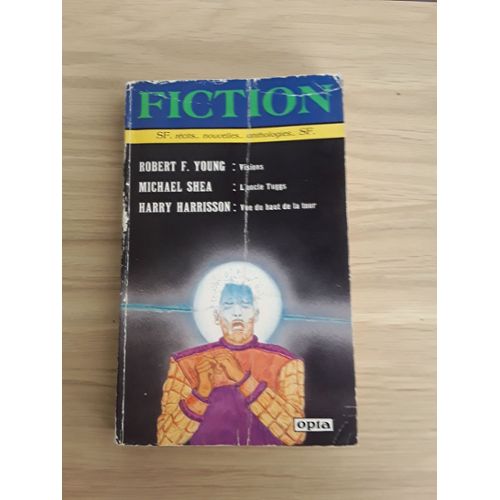 FICTION
SF. récits... nouvelles... anthologies... SF.
ROBERT F. YOUNG : Visions
MICHAEL SHEA : L'oncle Tuggs
HARRY HARRISSON : Vue du haut de la tour
opta